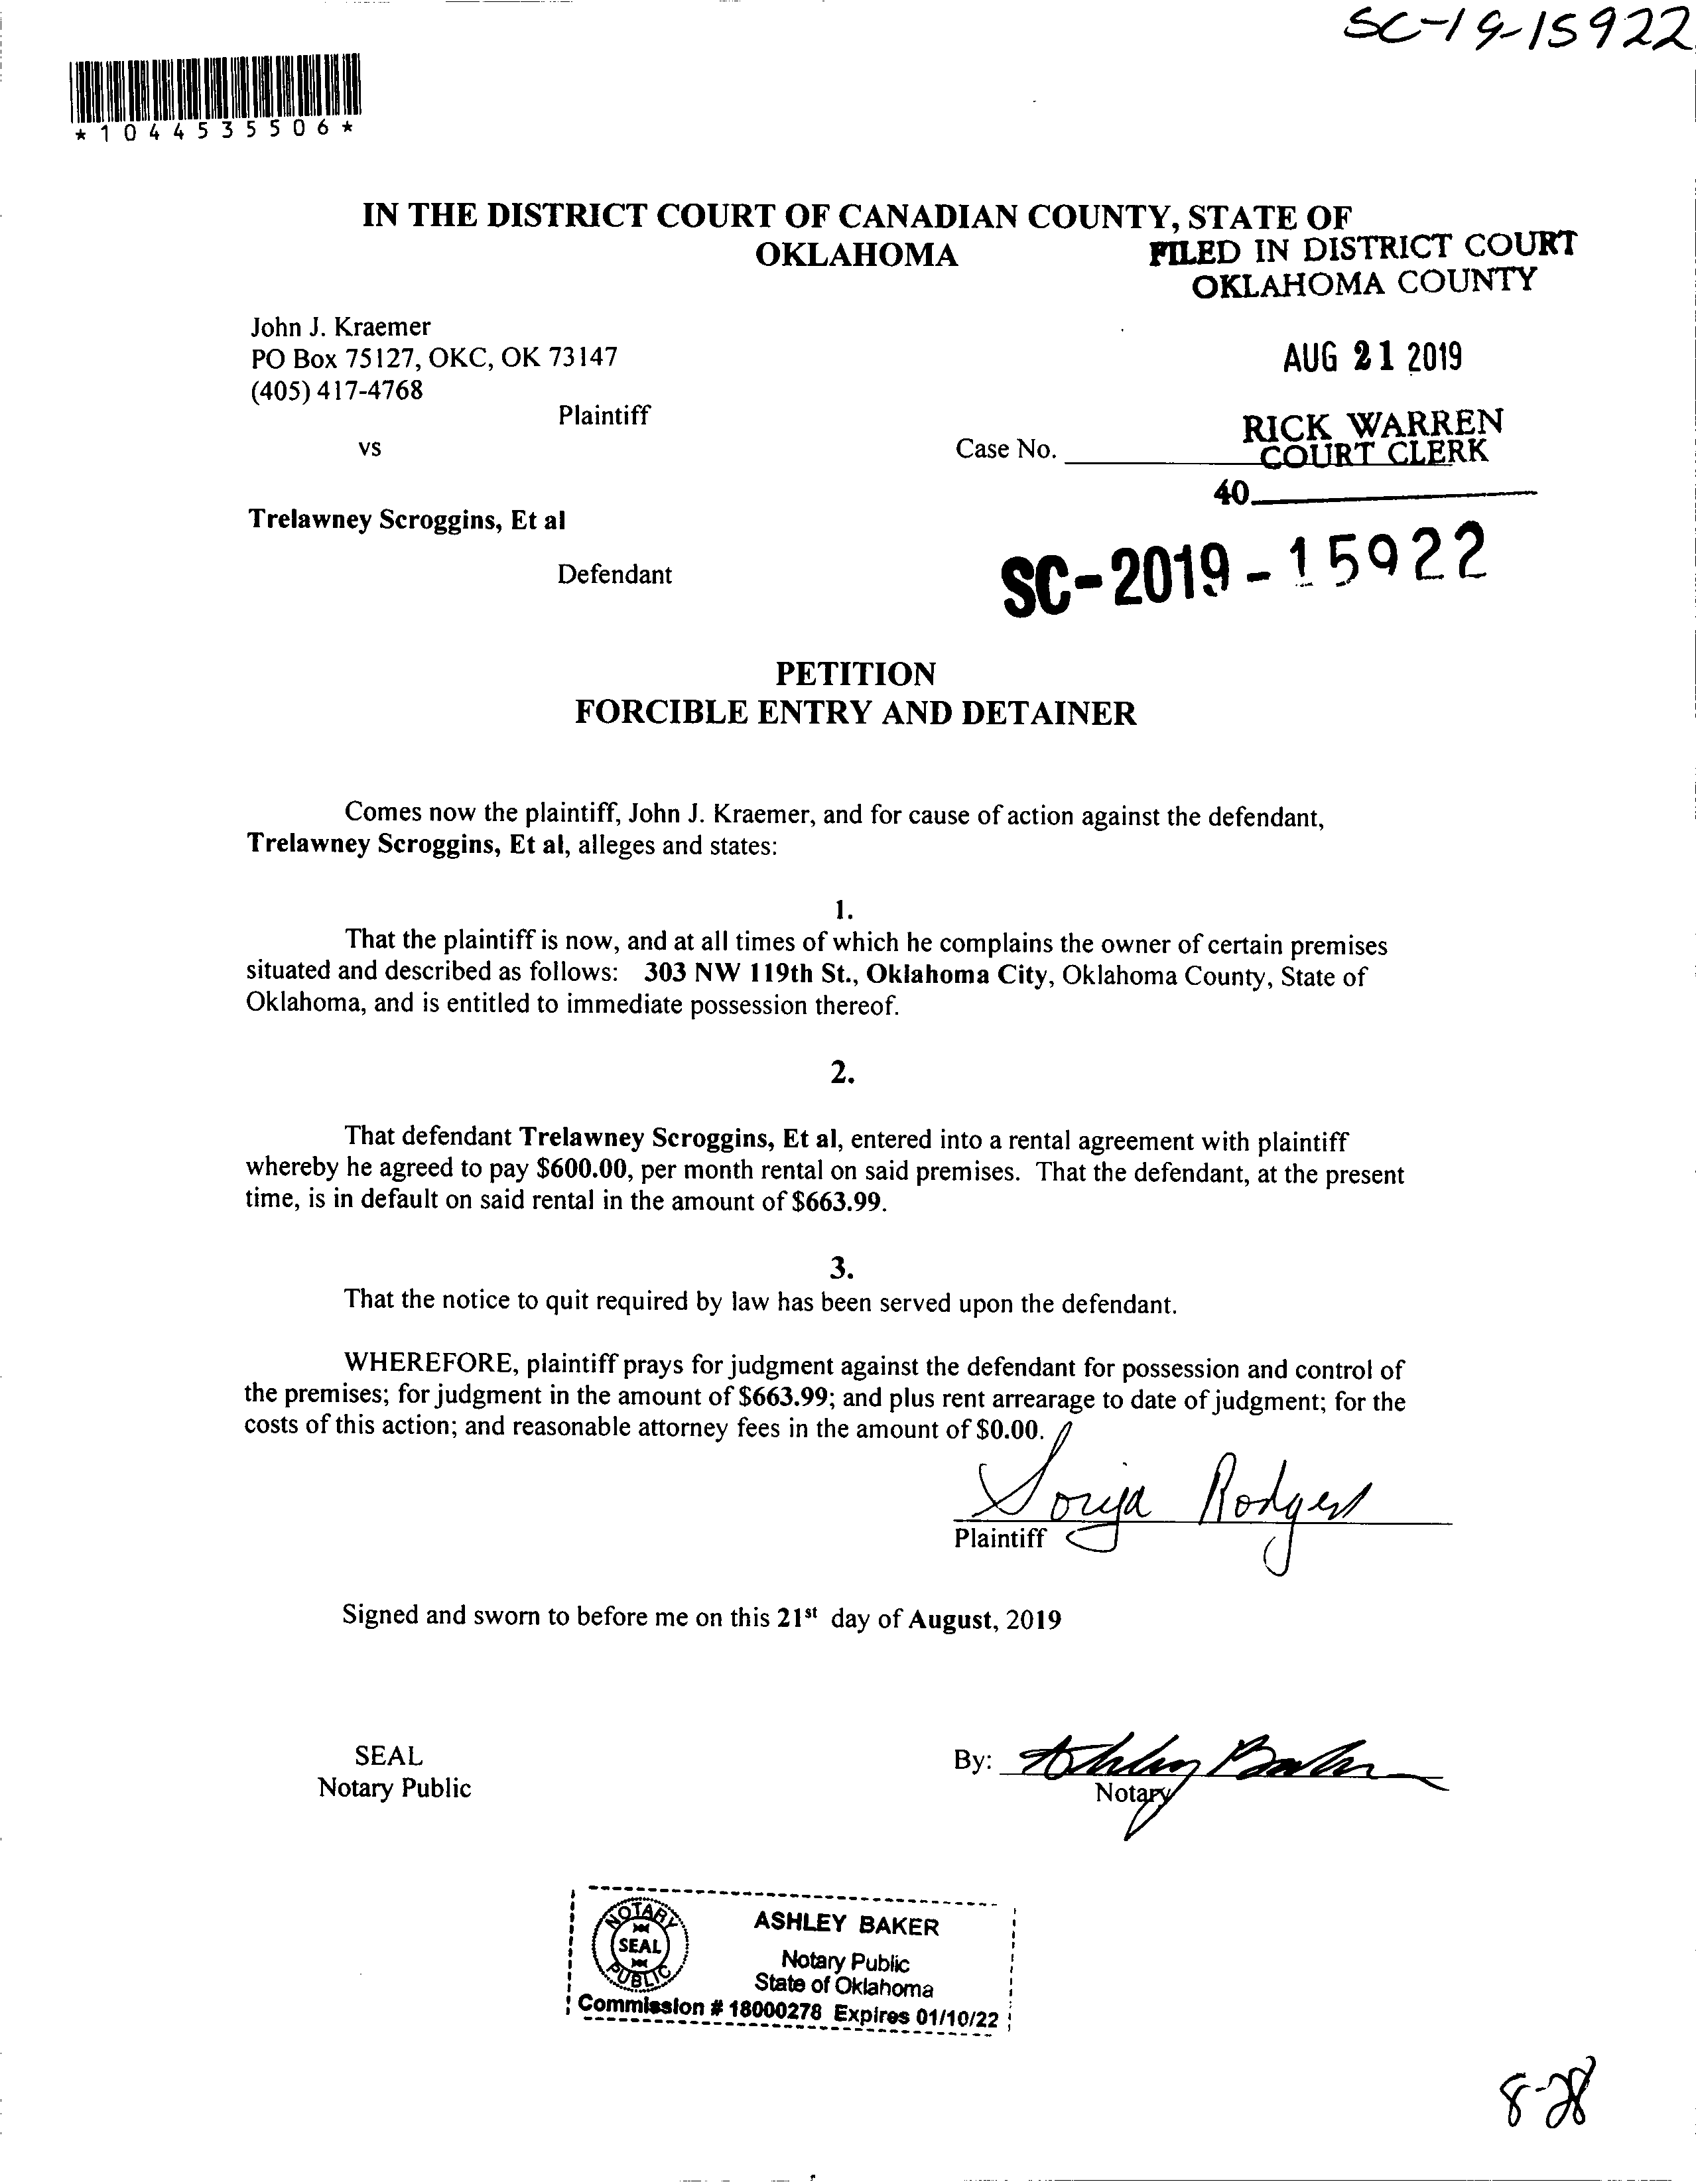 SC-19-15922
*1044535506*
IN THE DISTRICT COURT OF CANADIAN COUNTY, STATE OF
OKLAHOMA
FILED IN DISTRICT COURT
OKLAHOMA COUNTY
John J. Kraemer
PO Box 75127, OKC, OK 73147
(405) 417-4768
AUG 21 2019
Plaintiff
RICK WARREN
COURT CLERK
vs
Case No.
40
Trelawney Scroggins, Et al
Defendant
SC-2019-15922
PETITION
FORCIBLE ENTRY AND DETAINER
Comes now the plaintiff, John J. Kraemer, and for cause of action against the defendant,
Trelawney Scroggins, Et al, alleges and states:
1.
That the plaintiff is now, and at all times of which he complains the owner of certain premises
situated and described as follows: 303 NW 119th St., Oklahoma City, Oklahoma County, State of
Oklahoma, and is entitled to immediate possession thereof.
2.
That defendant Trelawney Scroggins, Et al, entered into a rental agreement with plaintiff
whereby he agreed to pay $600.00, per month rental on said premises. That the defendant, at the present
time, is in default on said rental in the amount of $663.99.
3.
That the notice to quit required by law has been served upon the defendant.
WHEREFORE, plaintiff prays for judgment against the defendant for possession and control of
the premises; for judgment in the amount of $663.99; and plus rent arrearage to date of judgment; for the
costs of this action; and reasonable attorney fees in the amount of $0.00.
Sonja Rodgers
Plaintiff
Signed and sworn to before me on this 21st day of August, 2019
SEAL
Notary Public
By: Ashley Baker
Notary
NOTARY
SEAL
PUBLIC
ASHLEY BAKER
Notary Public
State of Oklahoma
Commission # 18000278 Expires 01/10/22
8-28